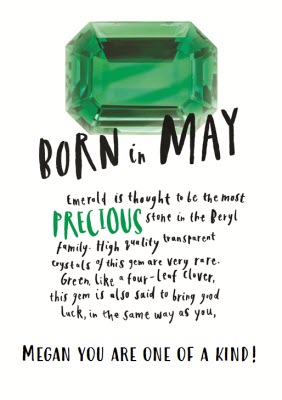 BORN in MAY
Emerald is thought to be the most
PRECIOUS stone in the Beryl
family. High quality transparent
crystals of this gem are very rare.
Green, like a four-leaf clover,
this gem is also said to bring good
luck, in the same way as you,
MEGAN YOU ARE ONE OF A KIND!